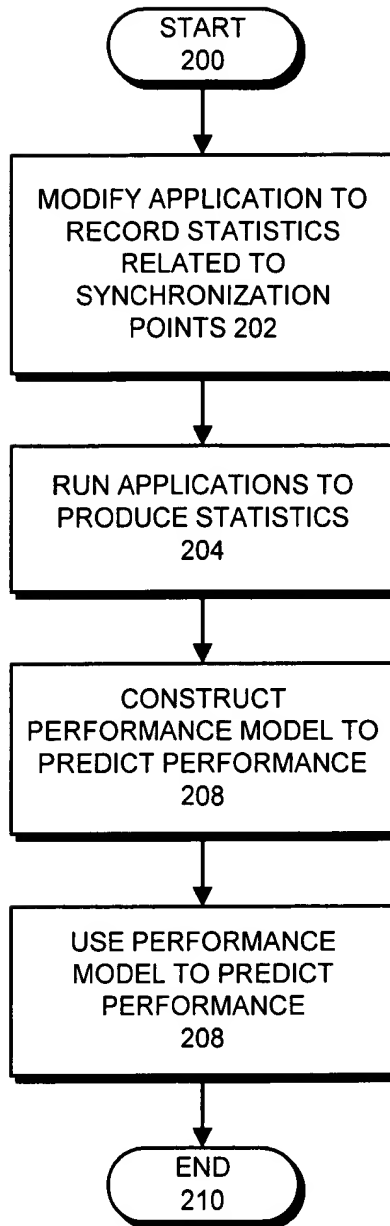 START
200
MODIFY APPLICATION TO
RECORD STATISTICS
RELATED TO
SYNCHRONIZATION
POINTS 202
RUN APPLICATIONS TO
PRODUCE STATISTICS
204
CONSTRUCT
PERFORMANCE MODEL TO
PREDICT PERFORMANCE
208
USE PERFORMANCE
MODEL TO PREDICT
PERFORMANCE
208
END
210